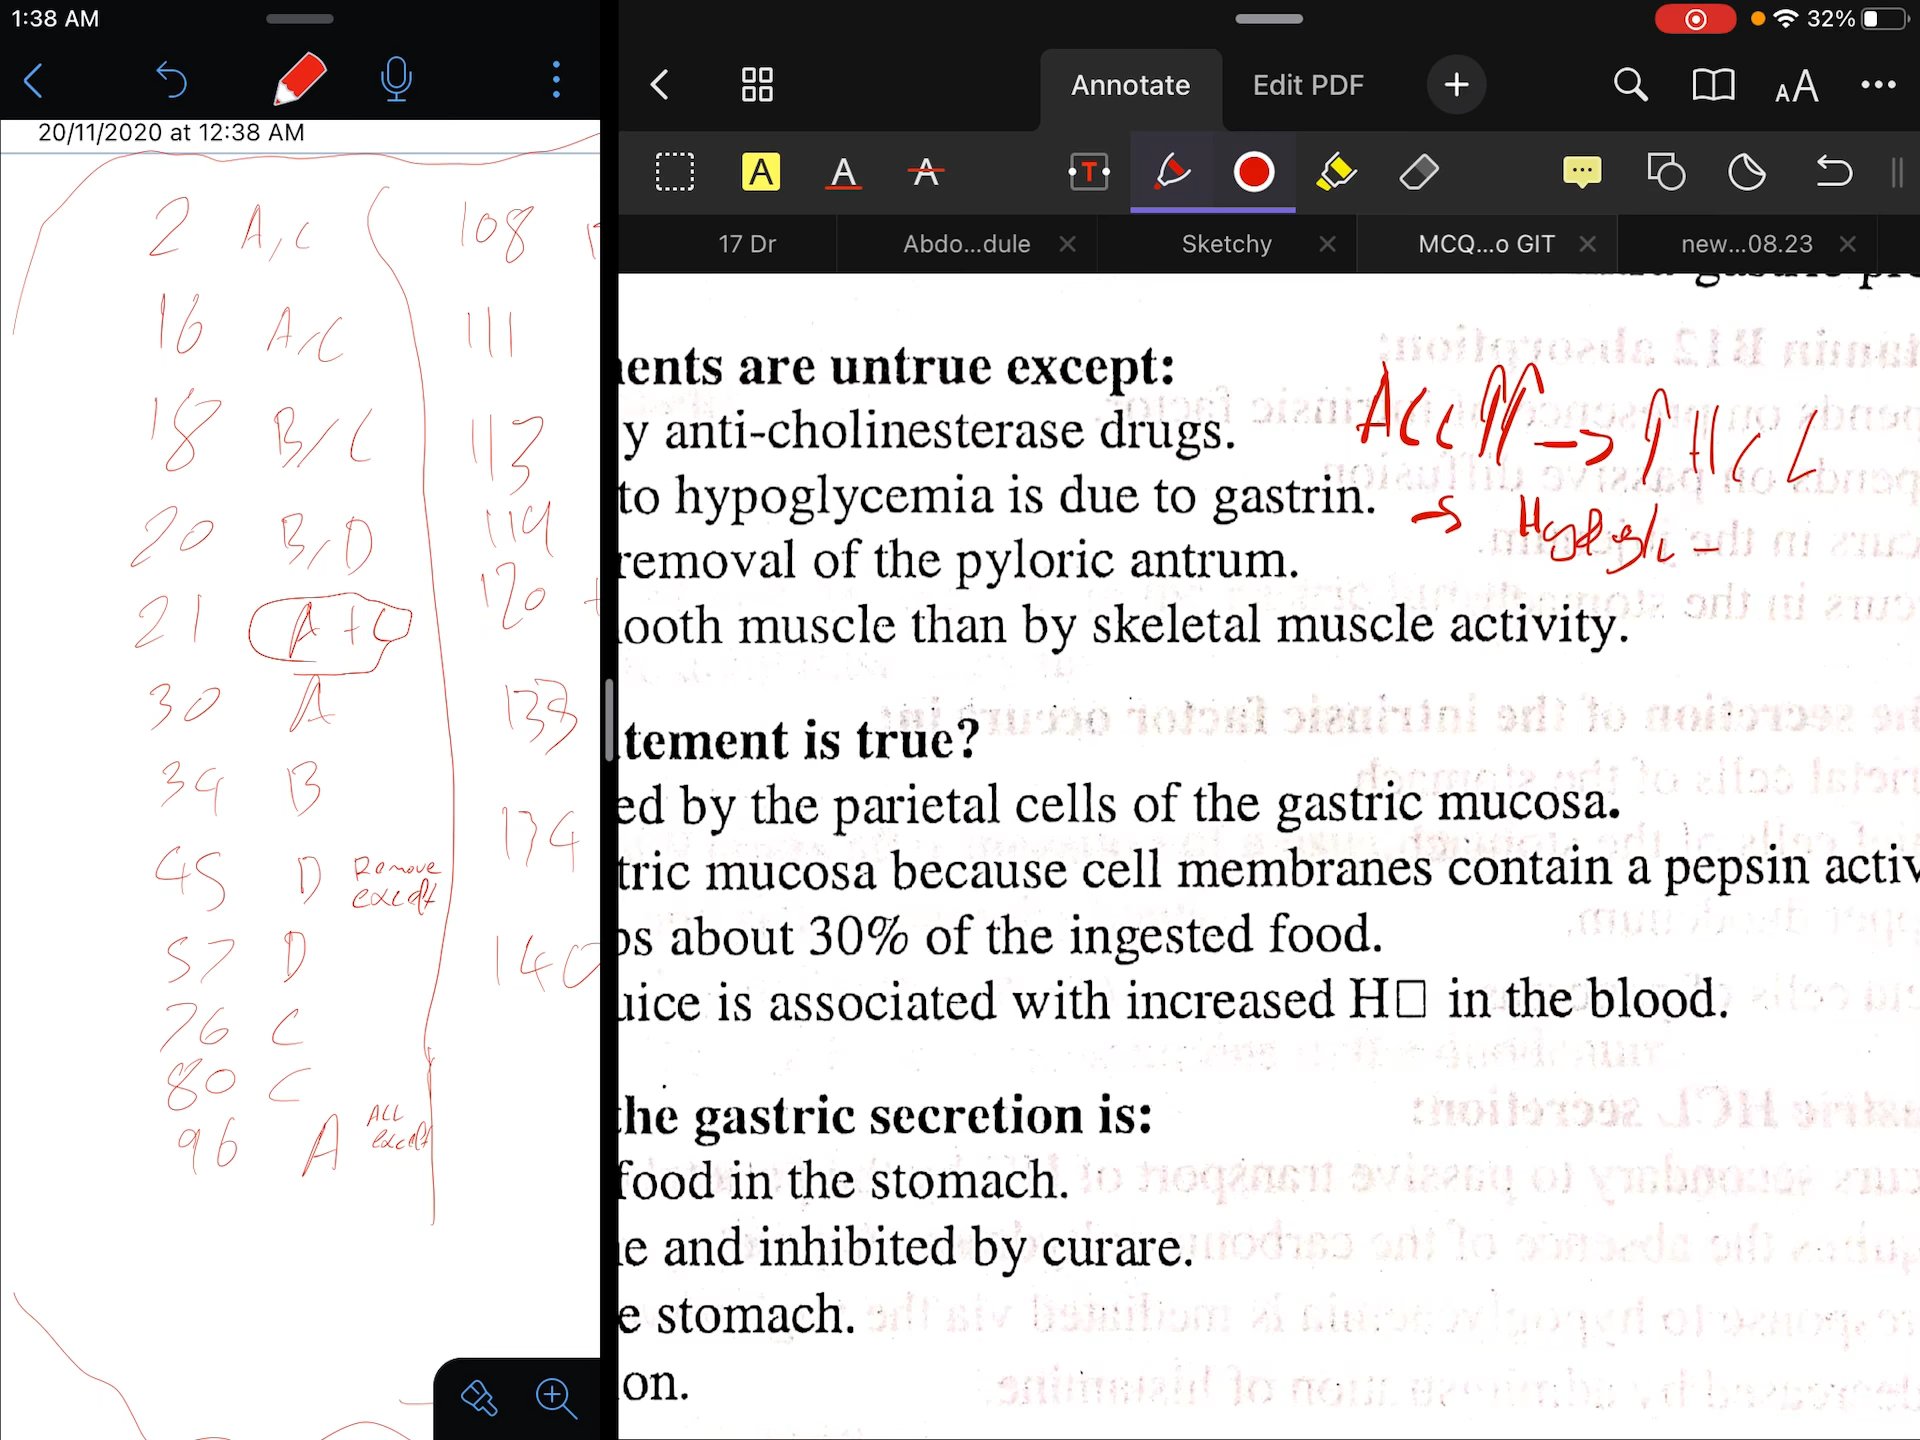 1:38 AM
32%
Annotate
Edit PDF
AA
20/11/2020 at 12:38 AM
17 Dr
Abdo...dule
Sketchy
MCQ...o GIT
new...08.23
2 A,C
16 A,C
18 B/C
20 B/D
21 A+C
30 A
34 B
45 D Remove except
57 D
76 C
80 C
96 A ALL except
108
111
113
114
120
133
134
140
ents are untrue except:
y anti-cholinesterase drugs.
to hypoglycemia is due to gastrin.
removal of the pyloric antrum.
ooth muscle than by skeletal muscle activity.
↑HCL
tement is true?
ed by the parietal cells of the gastric mucosa.
tric mucosa because cell membranes contain a pepsin activ
os about 30% of the ingested food.
uice is associated with increased H□ in the blood.
the gastric secretion is:
food in the stomach.
e and inhibited by curare.
e stomach.
on.